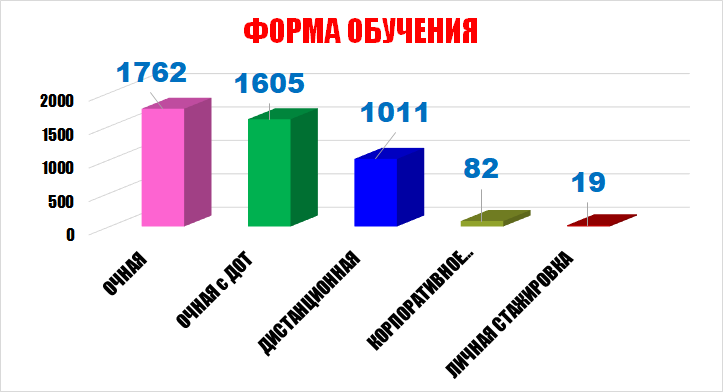 ФОРМА ОБУЧЕНИЯ
1762
1605
1011
82
19
2000
1500
1000
500
0
ОЧНАЯ
ОЧНАЯ с ДОТ
ДИСТАНЦИОННАЯ
КОРПОРАТИВНОЕ..
ЛИЧНАЯ СТАЖИРОВКА